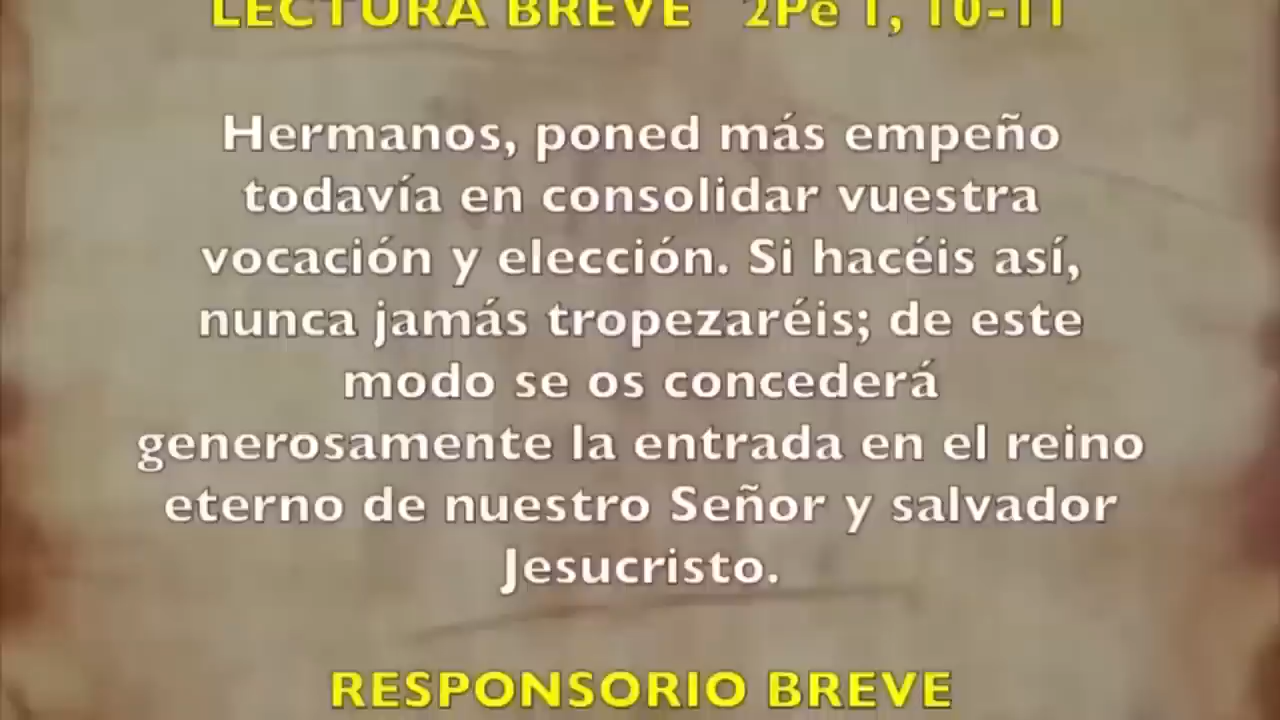 LECTURA BREVE 2Pe 1, 10-11
Hermanos, poned más empeño
todavía en consolidar vuestra
vocación y elección. Si hacéis así,
nunca jamás tropezaréis; de este
modo se os concederá
generosamente la entrada en el reino
eterno de nuestro Señor y salvador
Jesucristo.
RESPONSORIO BREVE